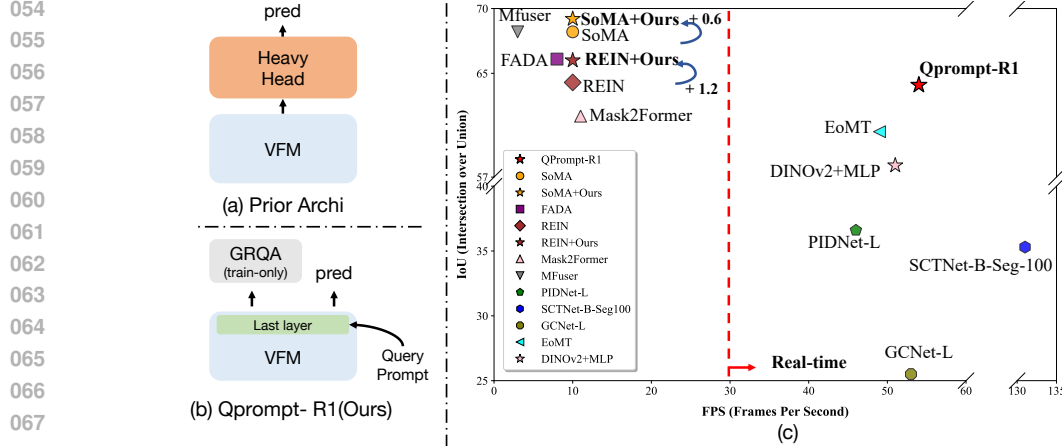 054
055
056
057
058
059
060
061
062
063
064
065
066
067
pred
Heavy
Head
VFM
(a) Prior Archi
GRQA
(train-only)
pred
Last layer
VFM
Query
Prompt
(b) Qprompt- R1(Ours)
IoU (Intersection over Union)
70
65
57
40
35
30
25
Mfuser
SoMA+Ours
+ 0.6
SoMA
FADA
REIN+Ours
REIN
+ 1.2
Mask2Former
Qprompt-R1
EoMT
DINOv2+MLP
PIDNet-L
SCTNet-B-Seg-100
GCNet-L
Real-time
QPrompt-R1
SoMA
SoMA+Ours
FADA
REIN
REIN+Ours
Mask2Former
MFuser
PIDNet-L
SCTNet-B-Seg100
GCNet-L
EoMT
DINOv2+MLP
0 10 20 30 40 50 60 130 135
FPS (Frames Per Second)
(c)